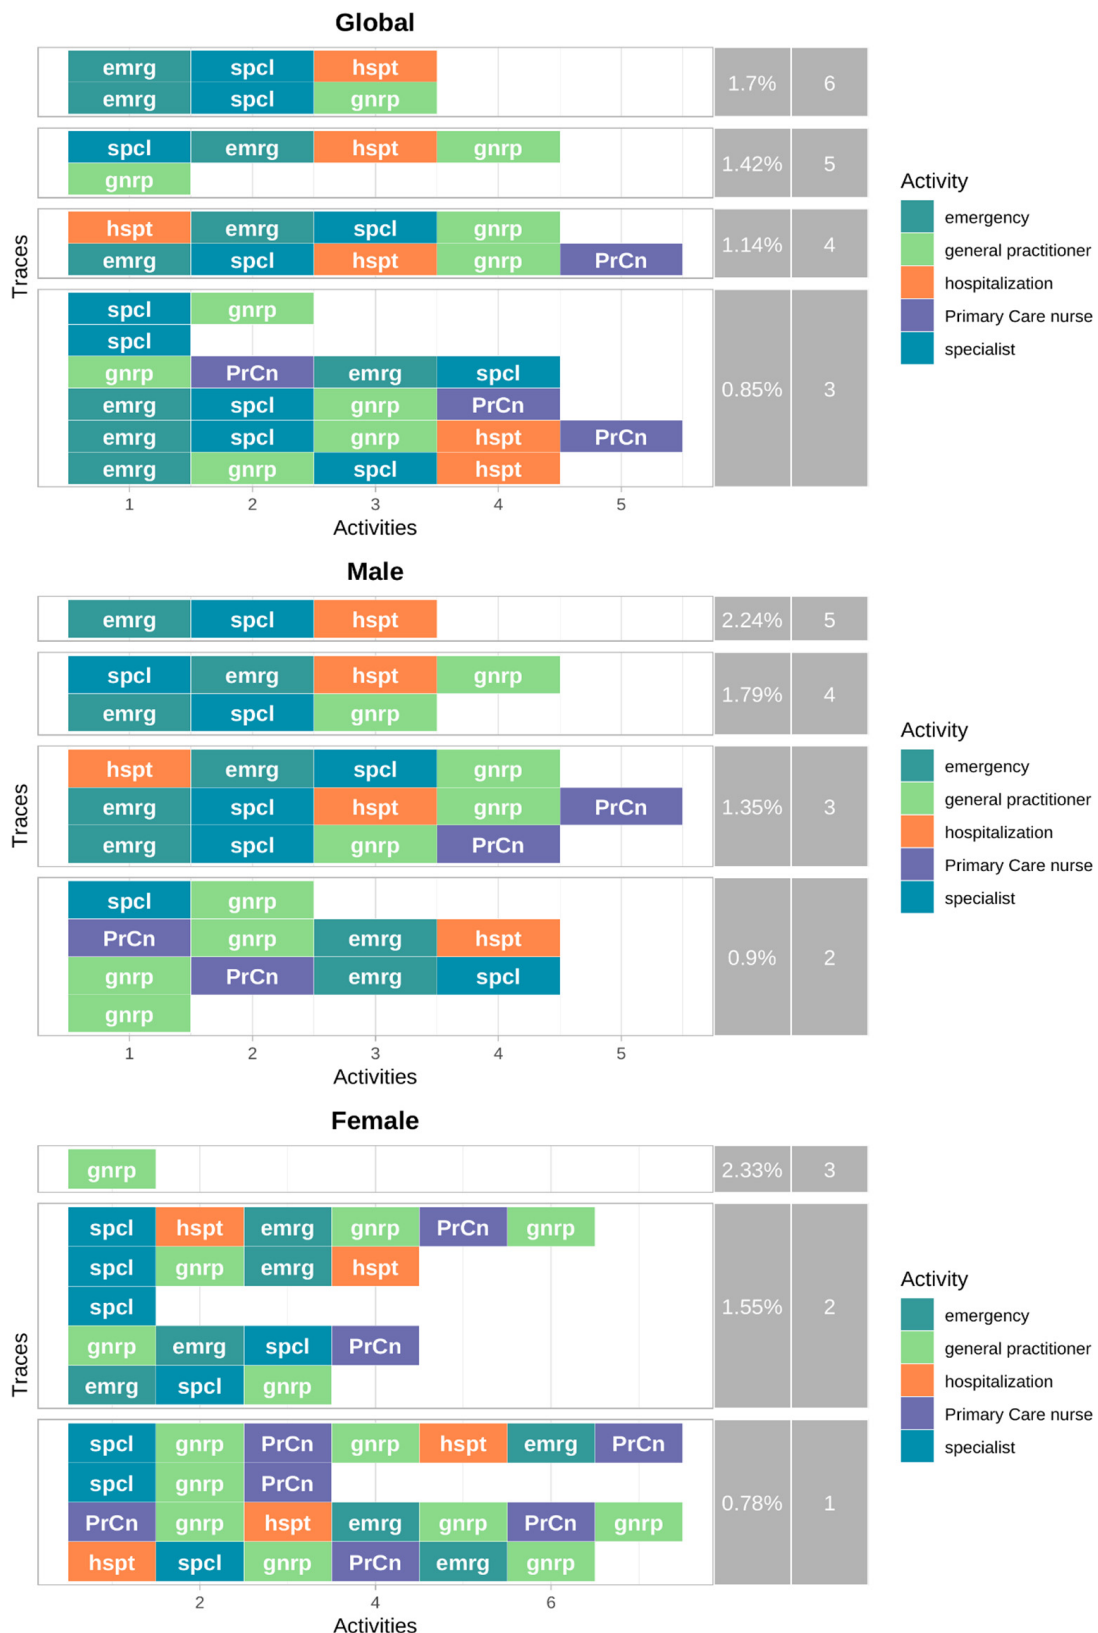 Global
emrg spcl hspt
emrg spcl gnrp
1.7% 6
spcl emrg hspt gnrp
gnrp
1.42% 5
hspt emrg spcl gnrp
emrg spcl hspt gnrp PrCn
1.14% 4
spcl gnrp
spcl
gnrp PrCn emrg spcl
emrg spcl gnrp PrCn
emrg spcl gnrp hspt PrCn
emrg gnrp spcl hspt
0.85% 3
Traces
1 2 3 4 5
Activities
Activity
emergency
general practitioner
hospitalization
Primary Care nurse
specialist
Male
emrg spcl hspt
2.24% 5
spcl emrg hspt gnrp
emrg spcl gnrp
1.79% 4
hspt emrg spcl gnrp
emrg spcl hspt gnrp PrCn
emrg spcl gnrp PrCn
1.35% 3
spcl gnrp
PrCn gnrp emrg hspt
gnrp PrCn emrg spcl
gnrp
0.9% 2
Traces
1 2 3 4 5
Activities
Activity
emergency
general practitioner
hospitalization
Primary Care nurse
specialist
Female
gnrp
2.33% 3
spcl hspt emrg gnrp PrCn gnrp
spcl gnrp emrg hspt
spcl
gnrp emrg spcl PrCn
emrg spcl gnrp
1.55% 2
spcl gnrp PrCn gnrp hspt emrg PrCn
spcl gnrp PrCn
PrCn gnrp hspt emrg gnrp PrCn gnrp
hspt spcl gnrp PrCn emrg gnrp
0.78% 1
Traces
2 4 6
Activities
Activity
emergency
general practitioner
hospitalization
Primary Care nurse
specialist